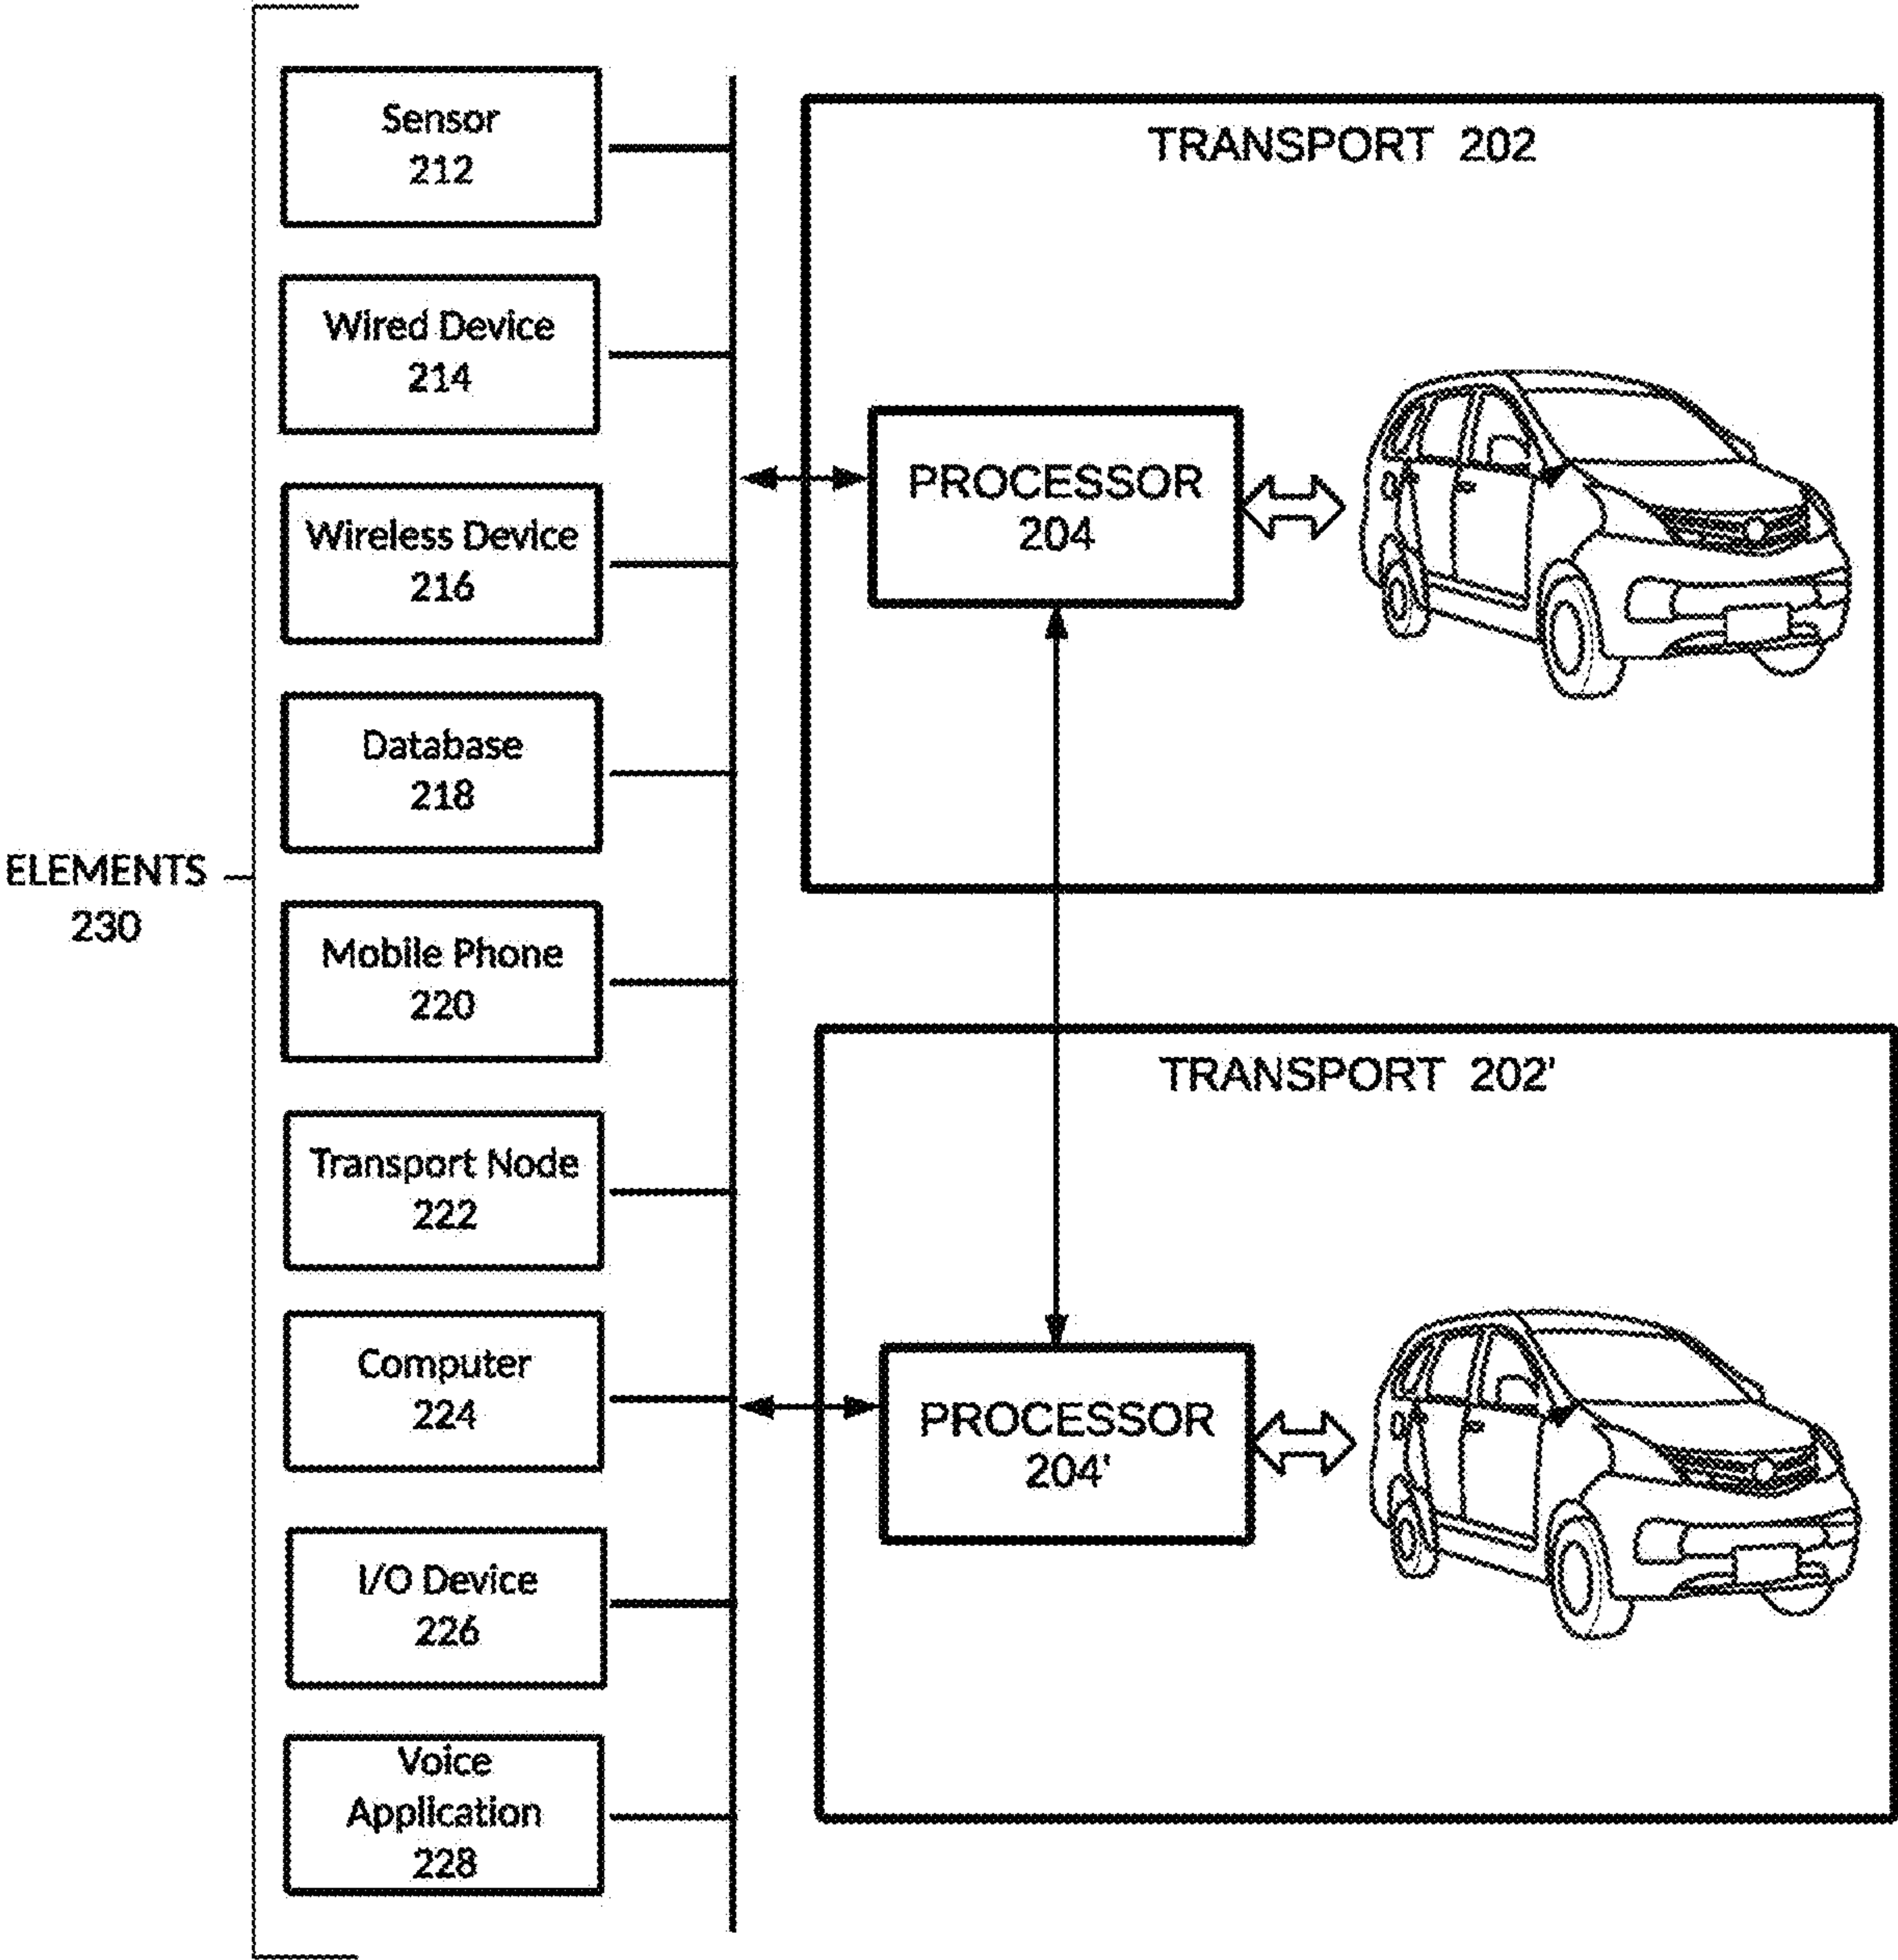 Sensor
212
Wired Device
214
Wireless Device
216
Database
218
ELEMENTS
230
Mobile Phone
220
Transport Node
222
Computer
224
I/O Device
226
Voice
Application
228
TRANSPORT 202
PROCESSOR
204
TRANSPORT 202'
PROCESSOR
204'